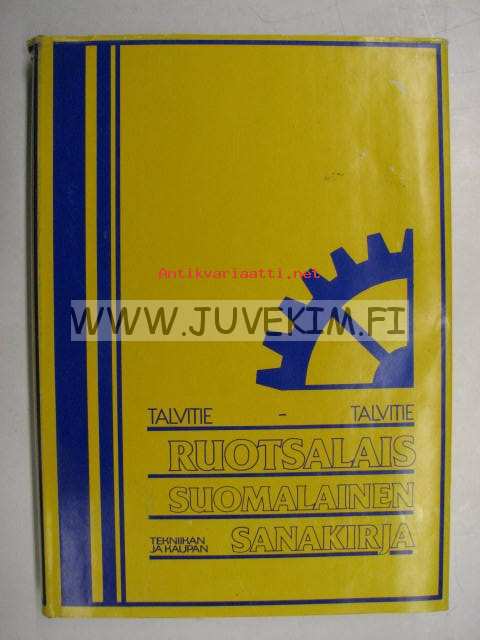 Antikvariaatti.net
WWW.JUVEKIM.FI
TALVITIE - TALVITIE
RUOTSALAIS
SUOMALAINEN
TEKNIIKAN
JA KAUPAN
SANAKIRJA